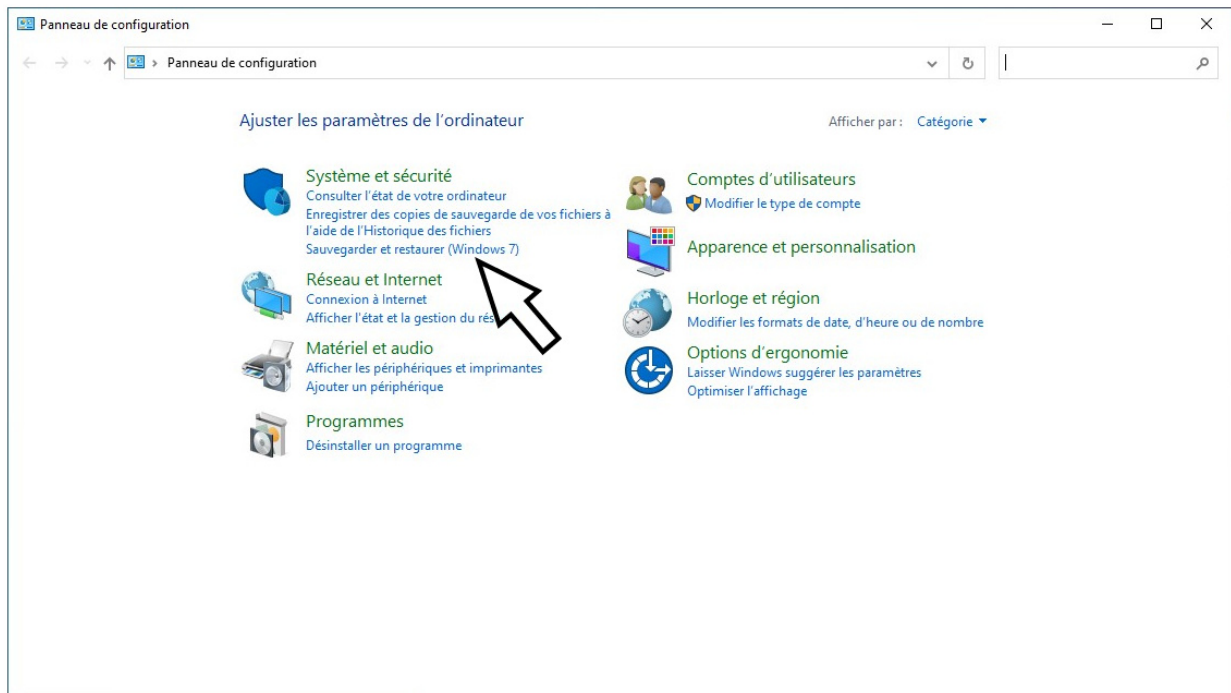 Panneau de configuration
Panneau de configuration
Ajuster les paramètres de l'ordinateur
Afficher par : Catégorie
Système et sécurité
Consulter l'état de votre ordinateur
Enregistrer des copies de sauvegarde de vos fichiers à
l'aide de l'Historique des fichiers
Sauvegarder et restaurer (Windows 7)
Réseau et Internet
Connexion à Internet
Afficher l'état et la gestion du
Matériel et audio
Afficher les périphériques et imprimantes
Ajouter un périphérique
Programmes
Désinstaller un programme
Comptes d'utilisateurs
Modifier le type de compte
Apparence et personnalisation
Horloge et région
Modifier les formats de date, d'heure ou de nombre
Options d'ergonomie
Laisser Windows suggérer les paramètres
Optimiser l'affichage